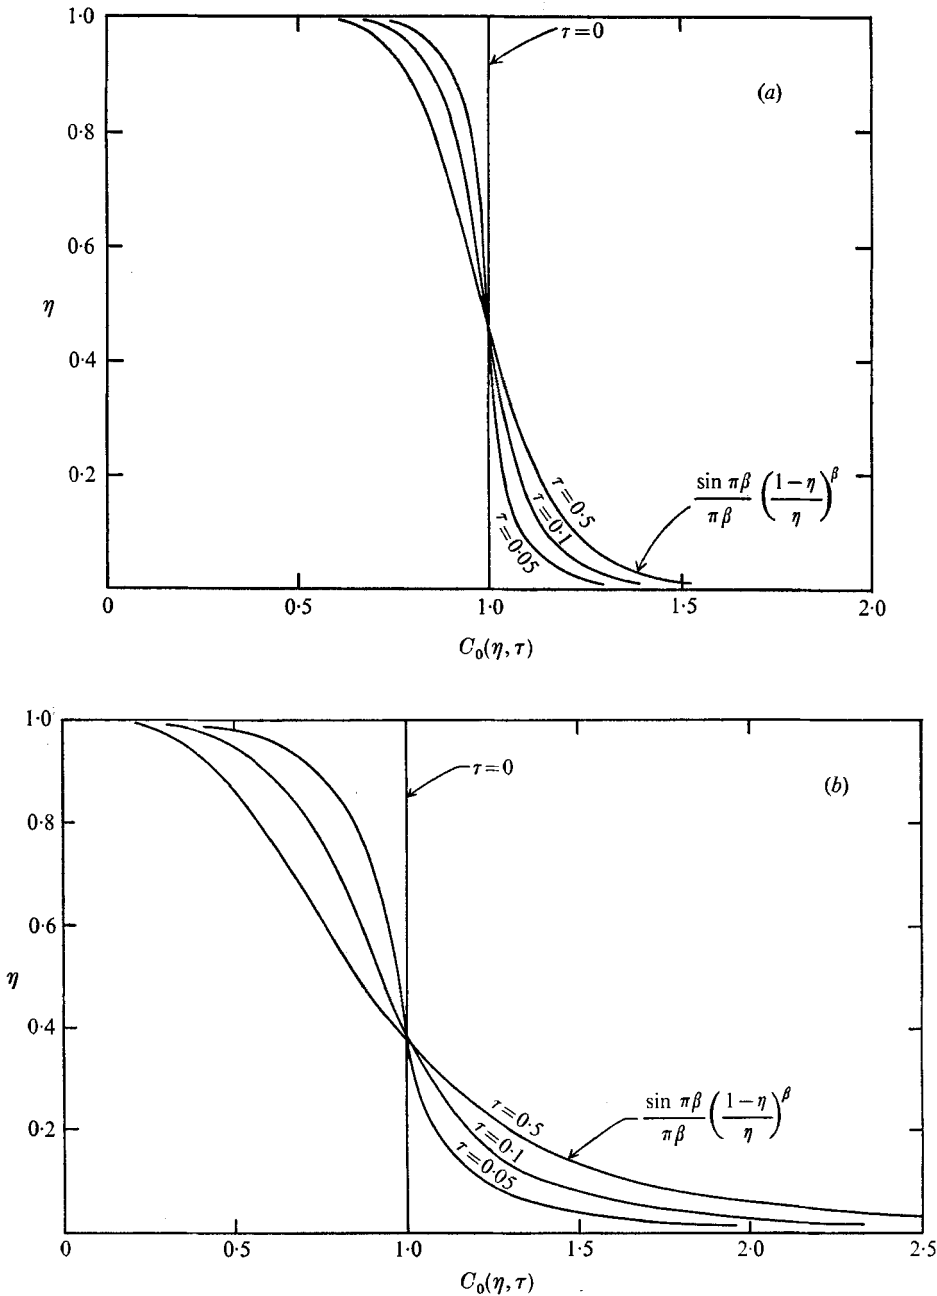 1·0
τ=0
(a)
0·8
0·6
η
0·4
0·2
τ=0·5
τ=0·1
τ=0·05
sin πβ / πβ ((1−η)/η)^β
0 0·5 1·0 1·5 2·0
C₀(η, τ)
1·0
τ=0
(b)
0·8
0·6
η
0·4
0·2
τ=0·5
τ=0·1
τ=0·05
sin πβ / πβ ((1−η)/η)^β
0 0·5 1·0 1·5 2·0 2·5
C₀(η, τ)